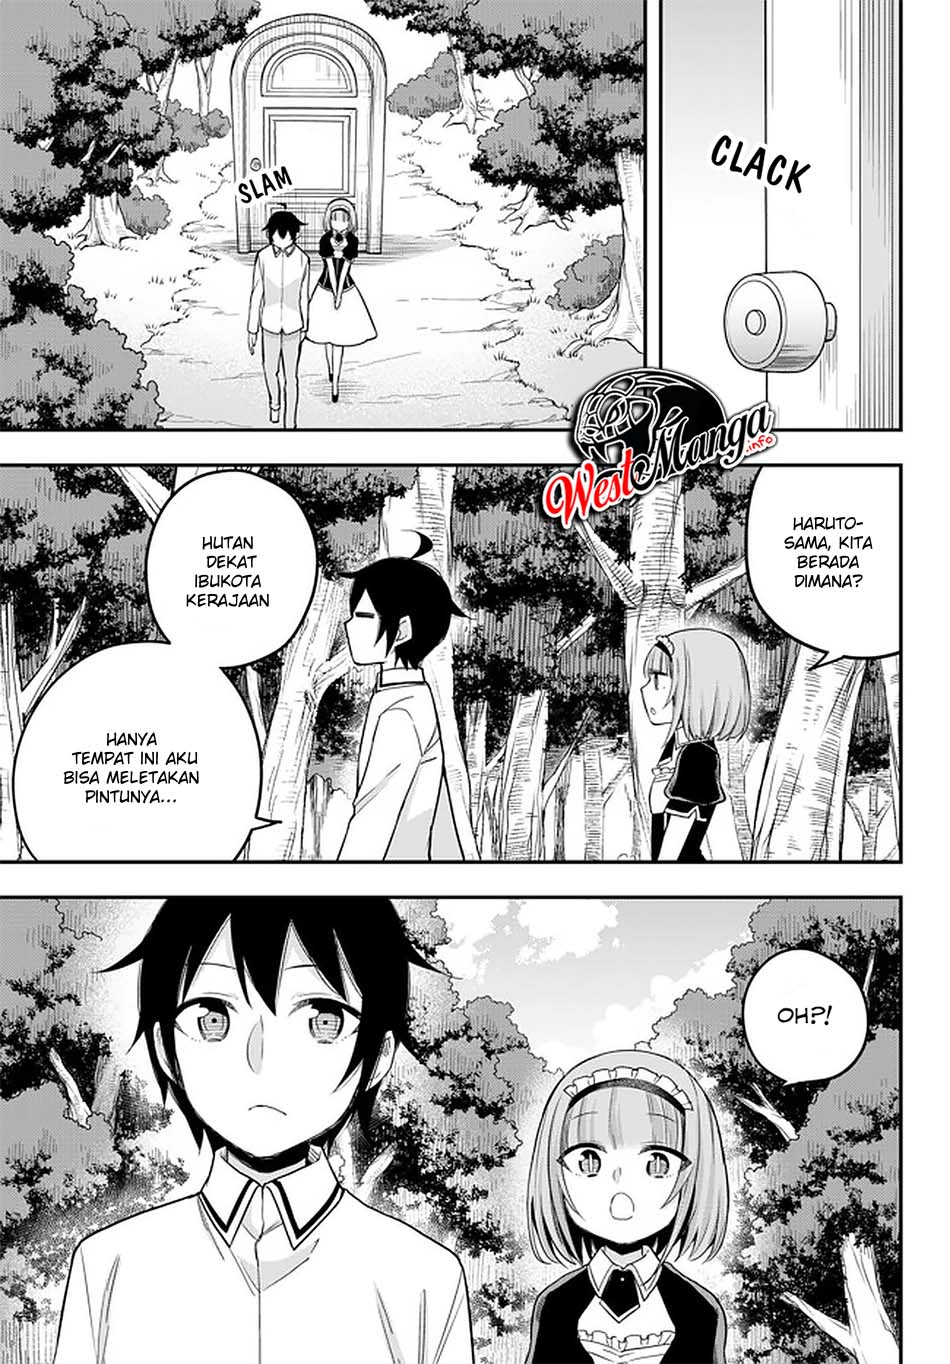 CLACK
SLAM
WestManga
.info
HARUTO-
SAMA, KITA
BERADA
DIMANA?
HUTAN
DEKAT
IBUKOTA
KERAJAAN
HANYA
TEMPAT INI AKU
BISA MELETAKAN
PINTUNYA...
OH?!